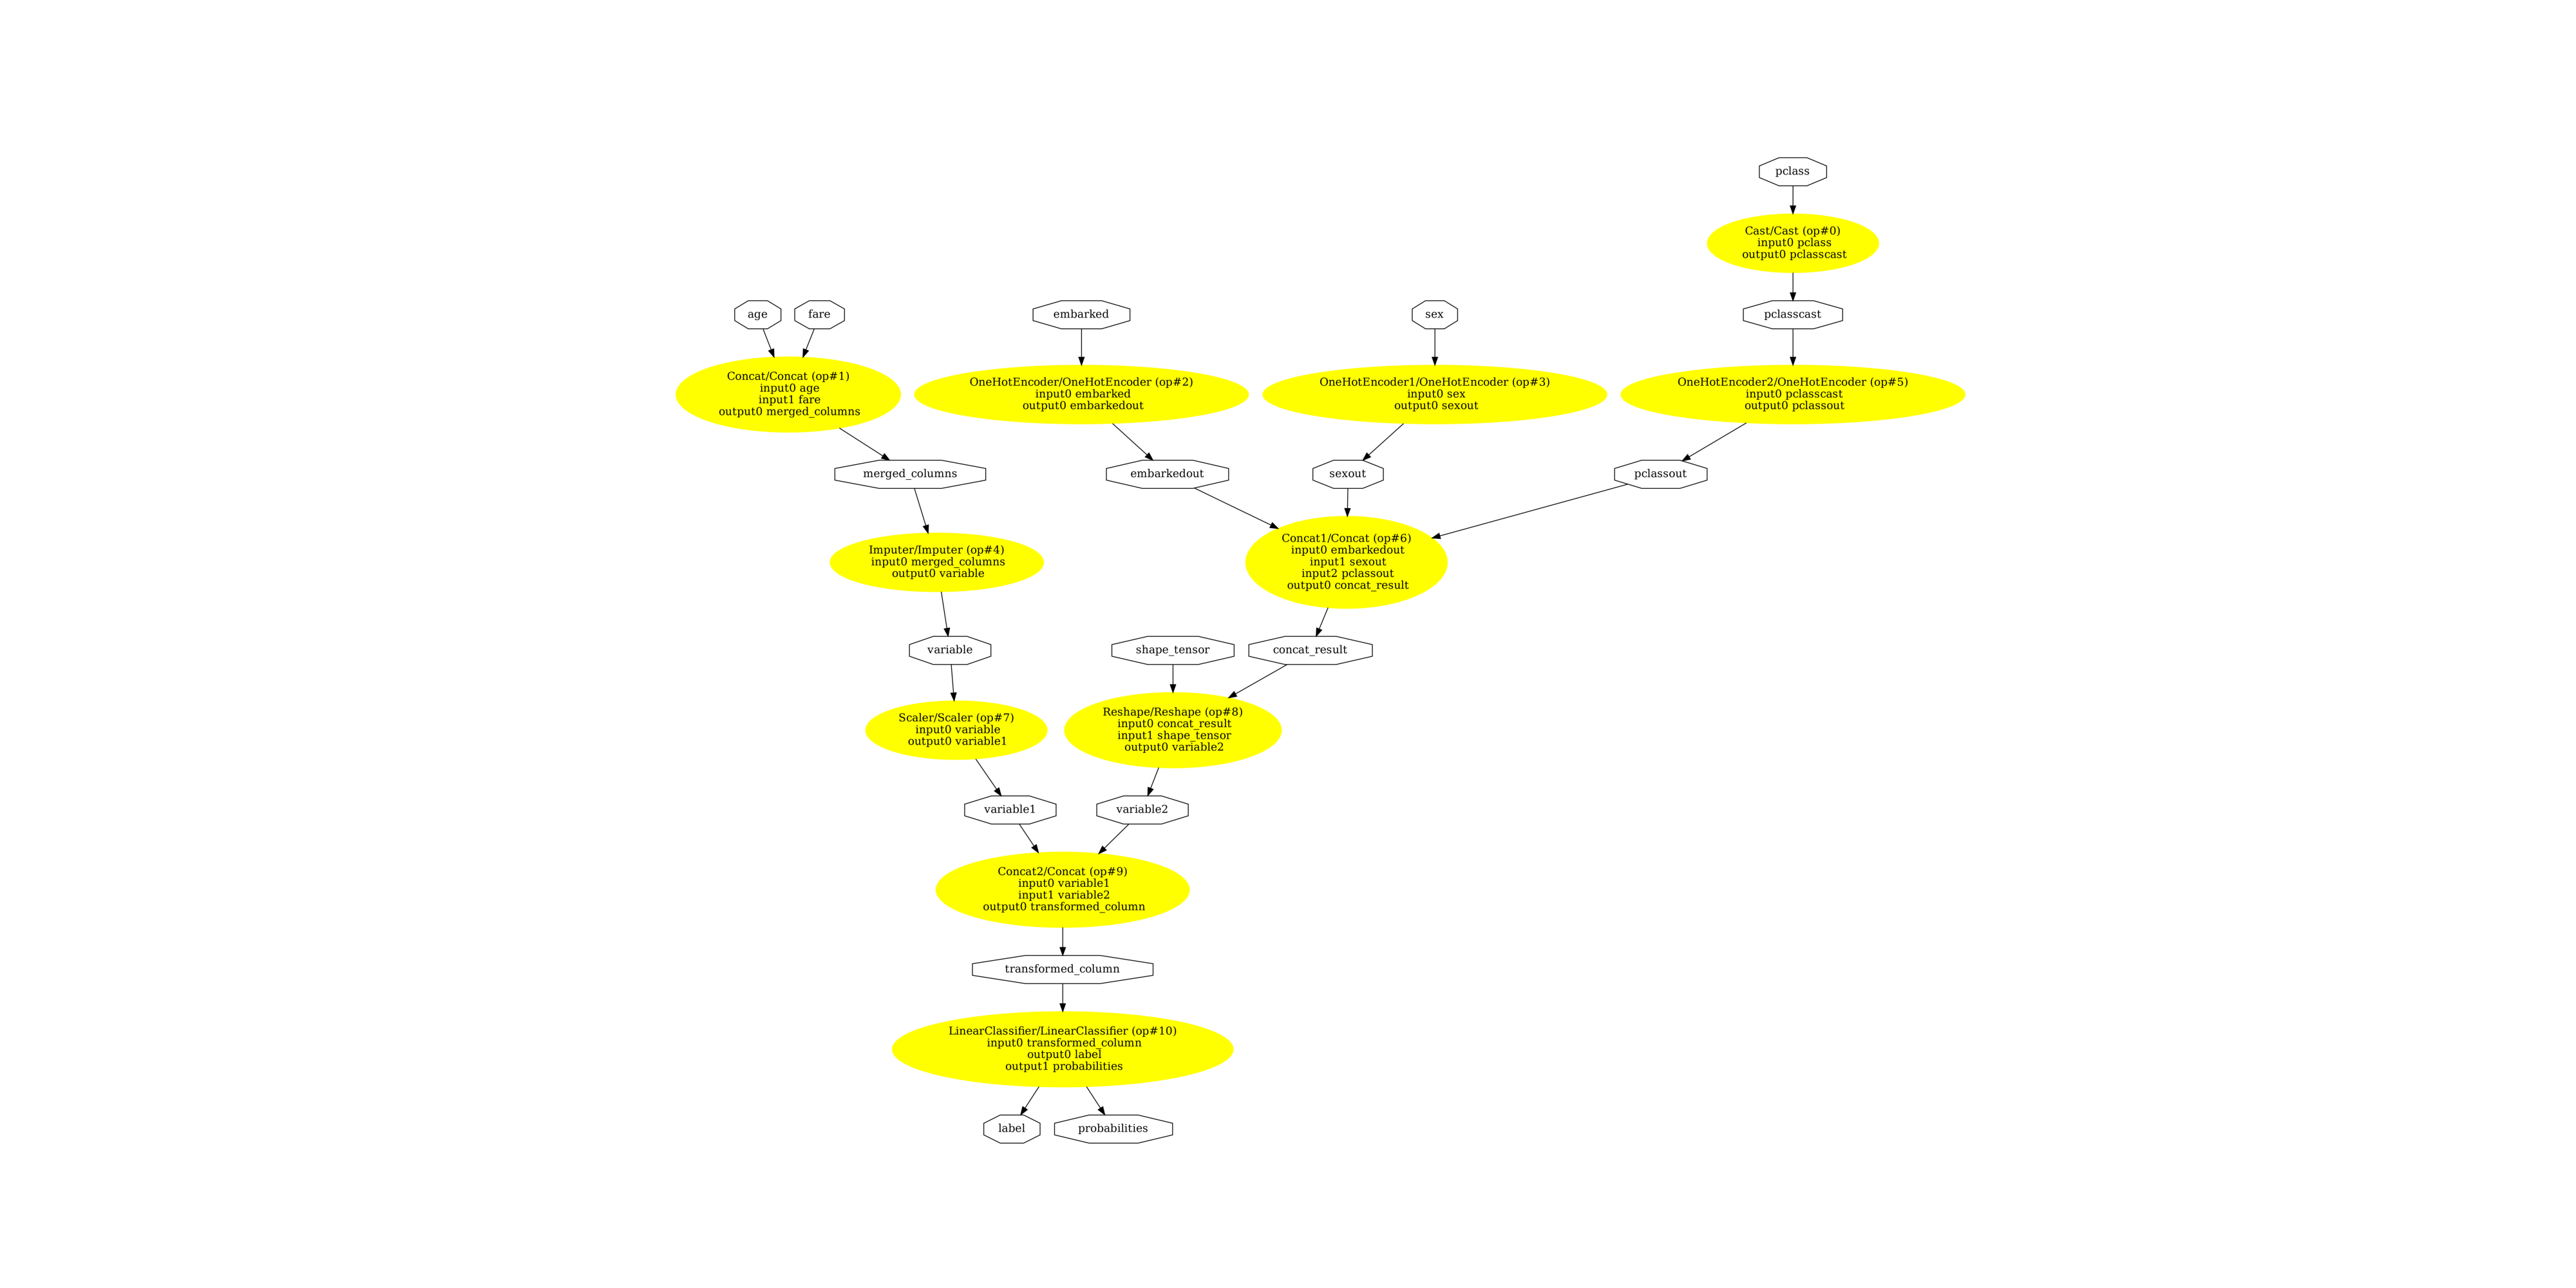 pclass
Cast/Cast (op#0)
input0 pclass
output0 pclasscast
age
fare
embarked
sex
pclasscast
Concat/Concat (op#1)
input0 age
input1 fare
output0 merged_columns
OneHotEncoder/OneHotEncoder (op#2)
input0 embarked
output0 embarkedout
OneHotEncoder1/OneHotEncoder (op#3)
input0 sex
output0 sexout
OneHotEncoder2/OneHotEncoder (op#5)
input0 pclasscast
output0 pclassout
merged_columns
embarkedout
sexout
pclassout
Imputer/Imputer (op#4)
input0 merged_columns
output0 variable
Concat1/Concat (op#6)
input0 embarkedout
input1 sexout
input2 pclassout
output0 concat_result
variable
shape_tensor
concat_result
Scaler/Scaler (op#7)
input0 variable
output0 variable1
Reshape/Reshape (op#8)
input0 concat_result
input1 shape_tensor
output0 variable2
variable1
variable2
Concat2/Concat (op#9)
input0 variable1
input1 variable2
output0 transformed_column
transformed_column
LinearClassifier/LinearClassifier (op#10)
input0 transformed_column
output0 label
output1 probabilities
label
probabilities